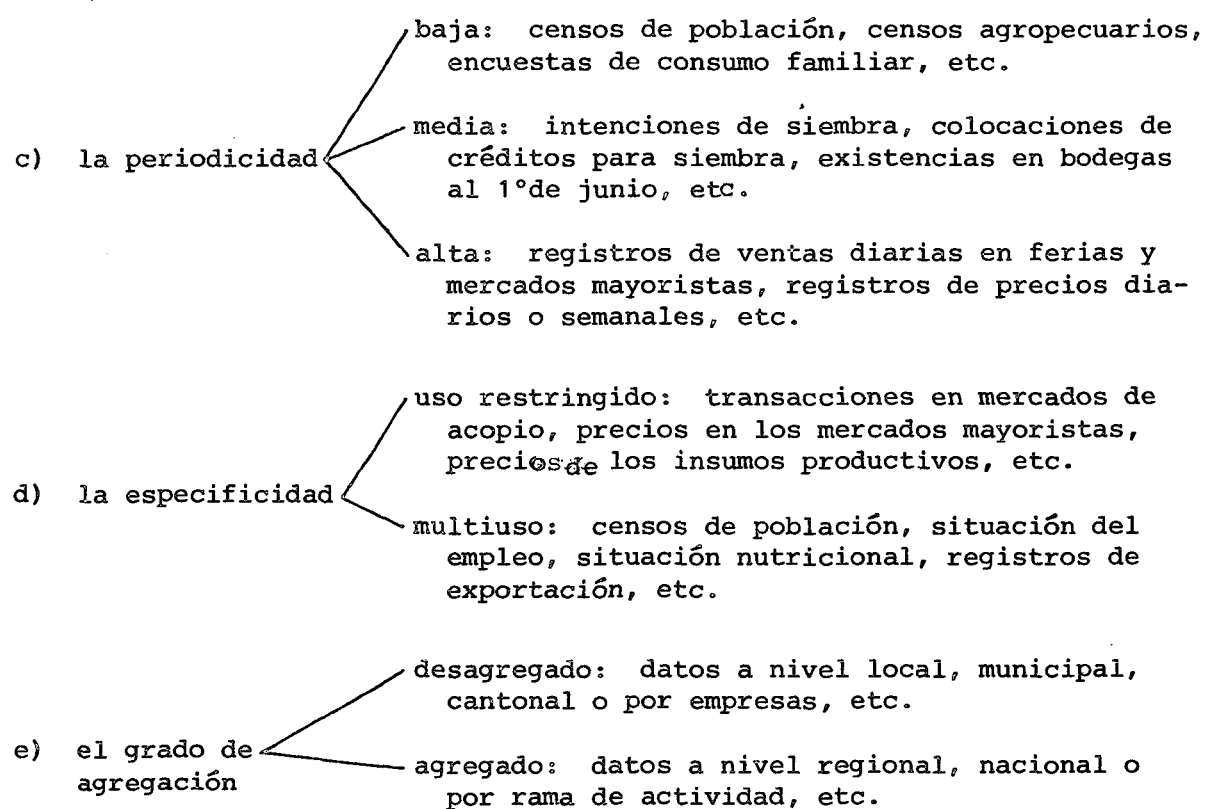 baja: censos de población, censos agropecuarios,
encuestas de consumo familiar, etc.
c) la periodicidad
media: intenciones de siembra, colocaciones de
créditos para siembra, existencias en bodegas
al 1°de junio, etc.
alta: registros de ventas diarias en ferias y
mercados mayoristas, registros de precios dia-
rios o semanales, etc.
uso restringido: transacciones en mercados de
acopio, precios en los mercados mayoristas,
precios de los insumos productivos, etc.
d) la especificidad
multiuso: censos de población, situación del
empleo, situación nutricional, registros de
exportación, etc.
desagregado: datos a nivel local, municipal,
cantonal o por empresas, etc.
e) el grado de
agregación
agregado: datos a nivel regional, nacional o
por rama de actividad, etc.